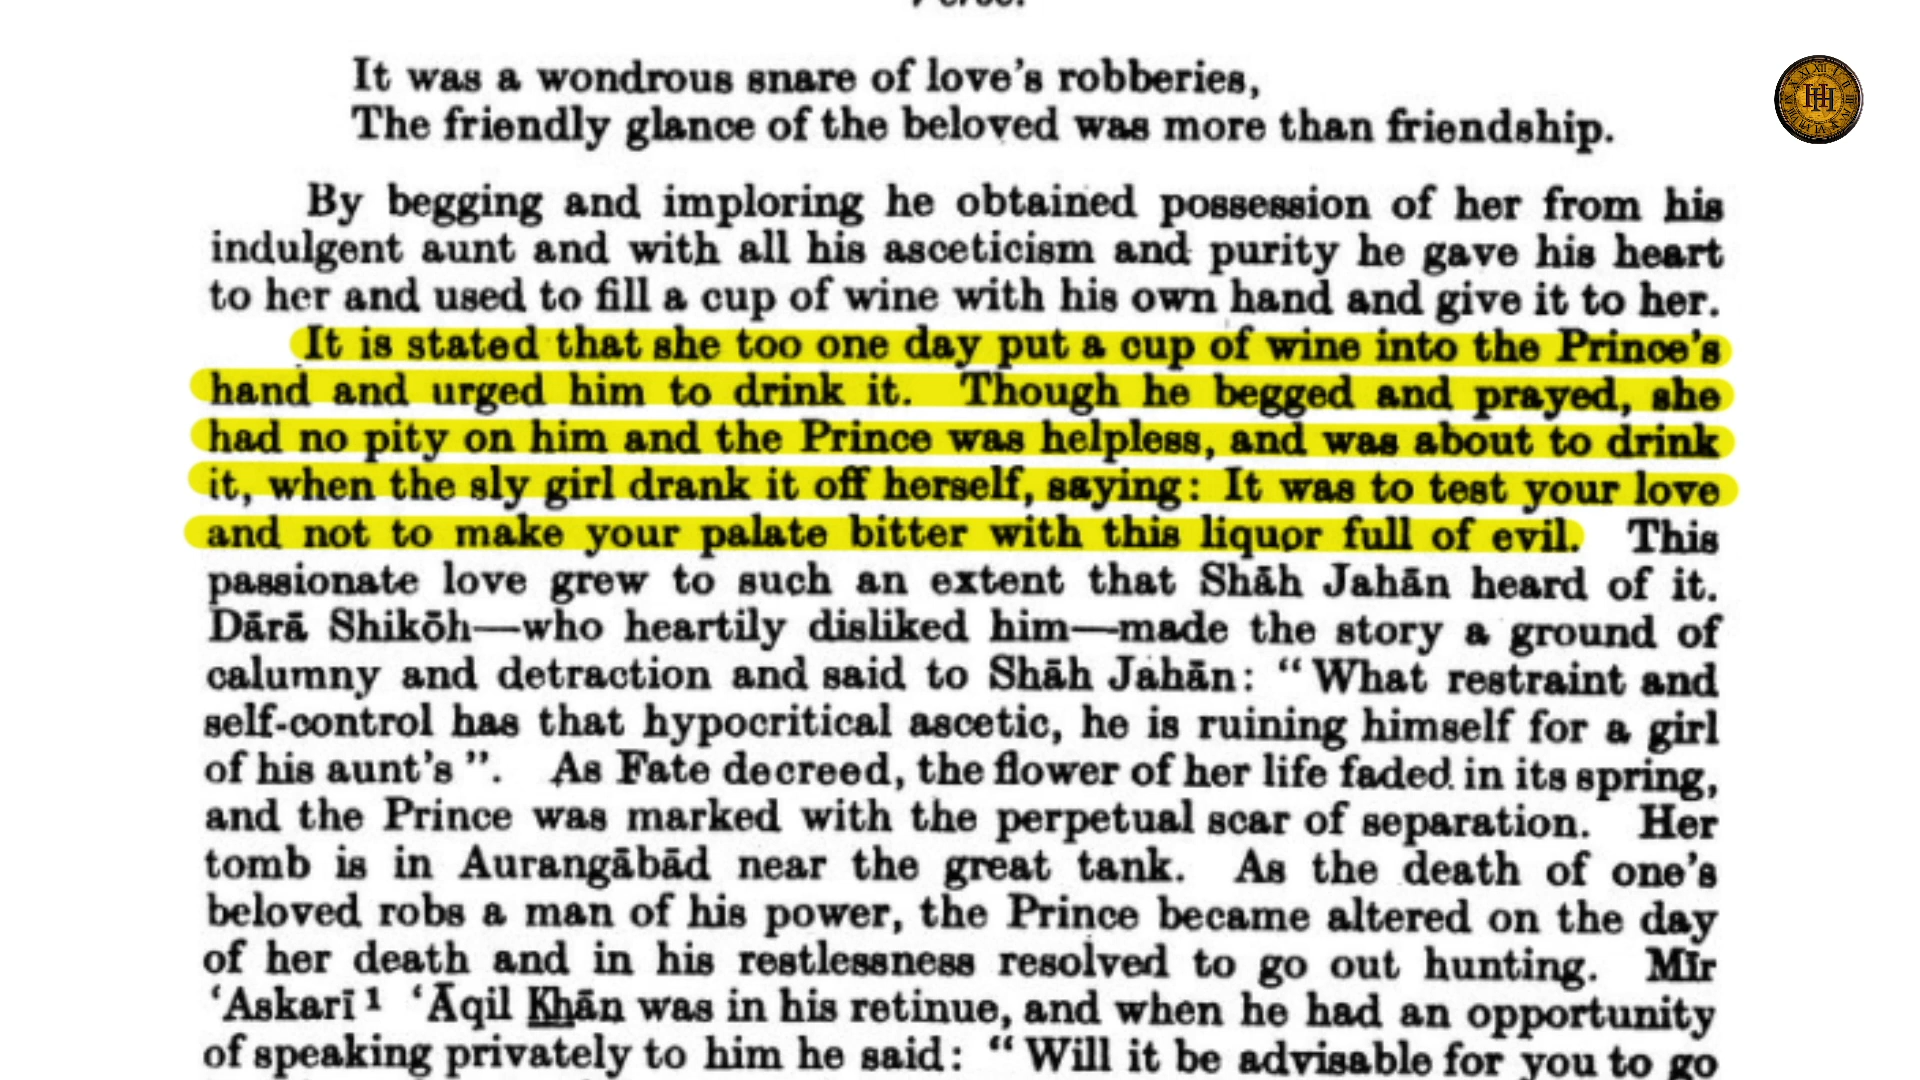 It was a wondrous snare of love's robberies,
The friendly glance of the beloved was more than friendship.
By begging and imploring he obtained possession of her from his
indulgent aunt and with all his asceticism and purity he gave his heart
to her and used to fill a cup of wine with his own hand and give it to her.
It is stated that she too one day put a cup of wine into the Prince's
hand and urged him to drink it. Though he begged and prayed, she
had no pity on him and the Prince was helpless, and was about to drink
it, when the sly girl drank it off herself, saying: It was to test your love
and not to make your palate bitter with this liquor full of evil. This
passionate love grew to such an extent that Shāh Jahān heard of it.
Dārā Shikōh—who heartily disliked him—made the story a ground of
calumny and detraction and said to Shāh Jahān: “What restraint and
self-control has that hypocritical ascetic, he is ruining himself for a girl
of his aunt's”. As Fate decreed, the flower of her life faded in its spring,
and the Prince was marked with the perpetual scar of separation. Her
tomb is in Aurangābād near the great tank. As the death of one's
beloved robs a man of his power, the Prince became altered on the day
of her death and in his restlessness resolved to go out hunting. Mīr
‘Askarī¹ ‘Āqil Khān was in his retinue, and when he had an opportunity
of speaking privately to him he said: “Will it be advisable for you to go